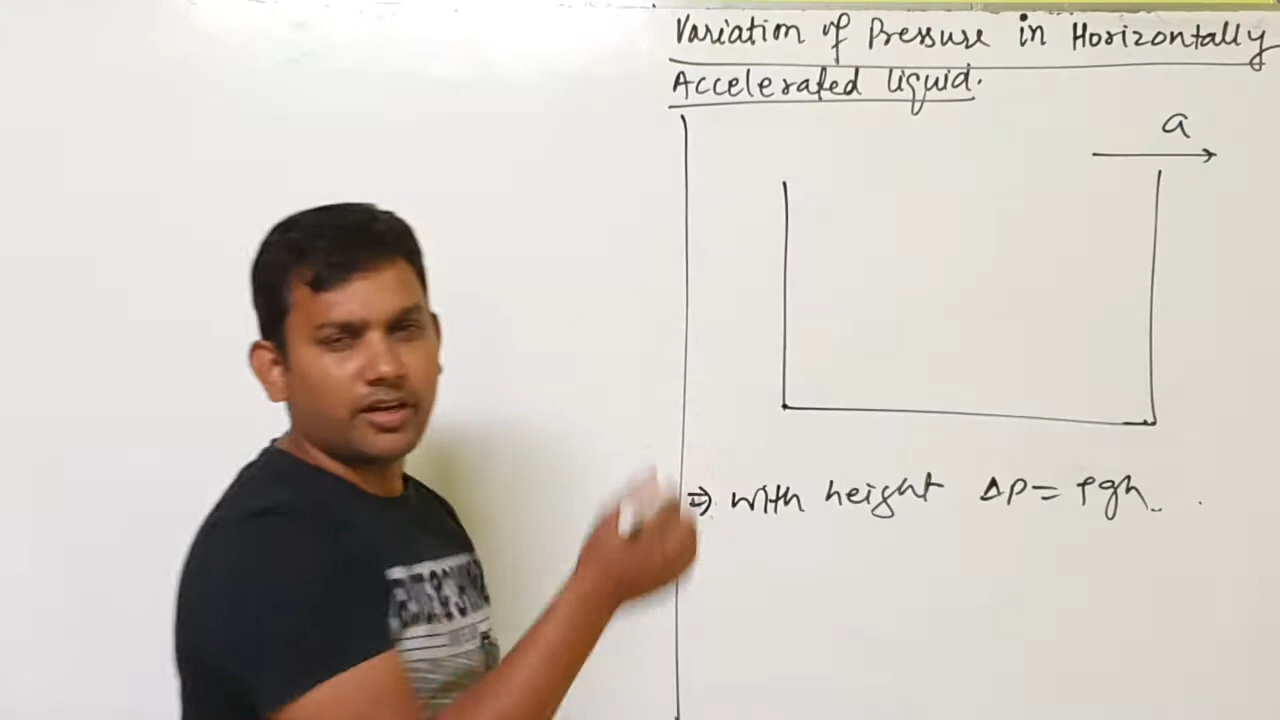 Variation of Pressure in Horizontally
Accelerated liquid.
a
⇒ with height ΔP = ρgh